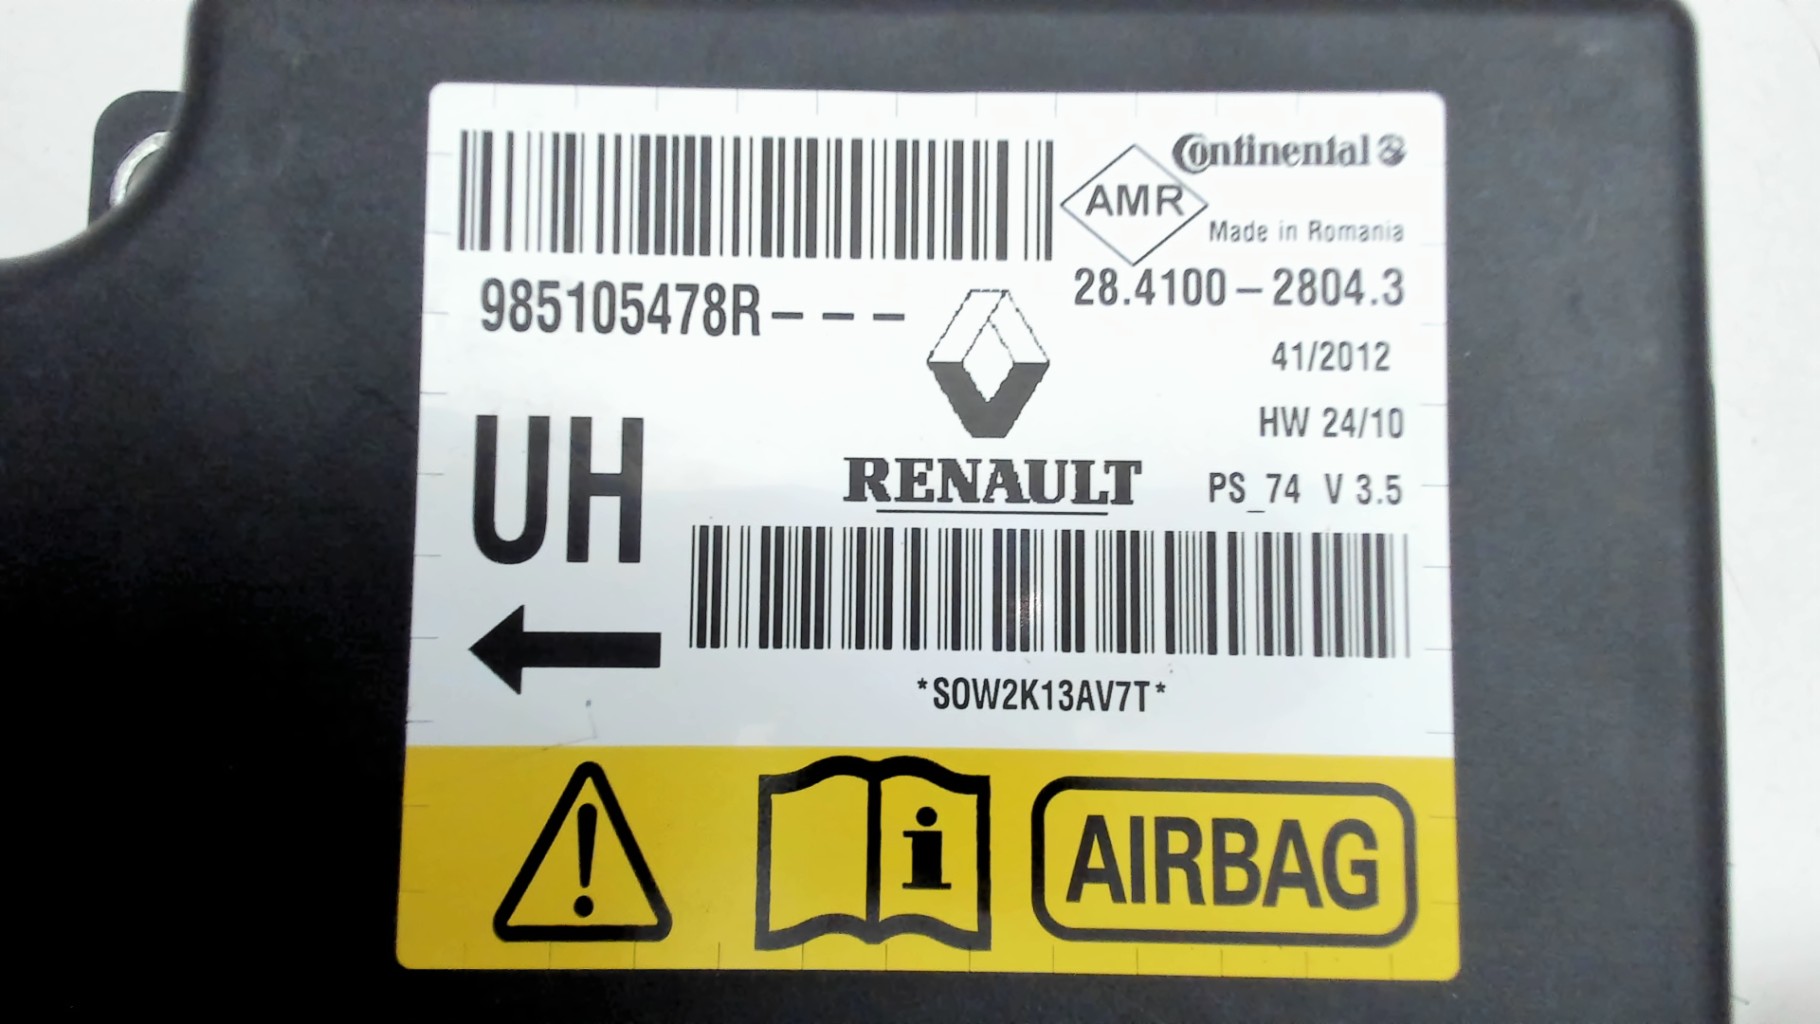 Continental
AMR
Made in Romania
985105478R---
28.4100-2804.3
41/2012
HW 24/10
UH
RENAULT
PS_74 V 3.5
*SOW2K13AV7T*
!
i
AIRBAG